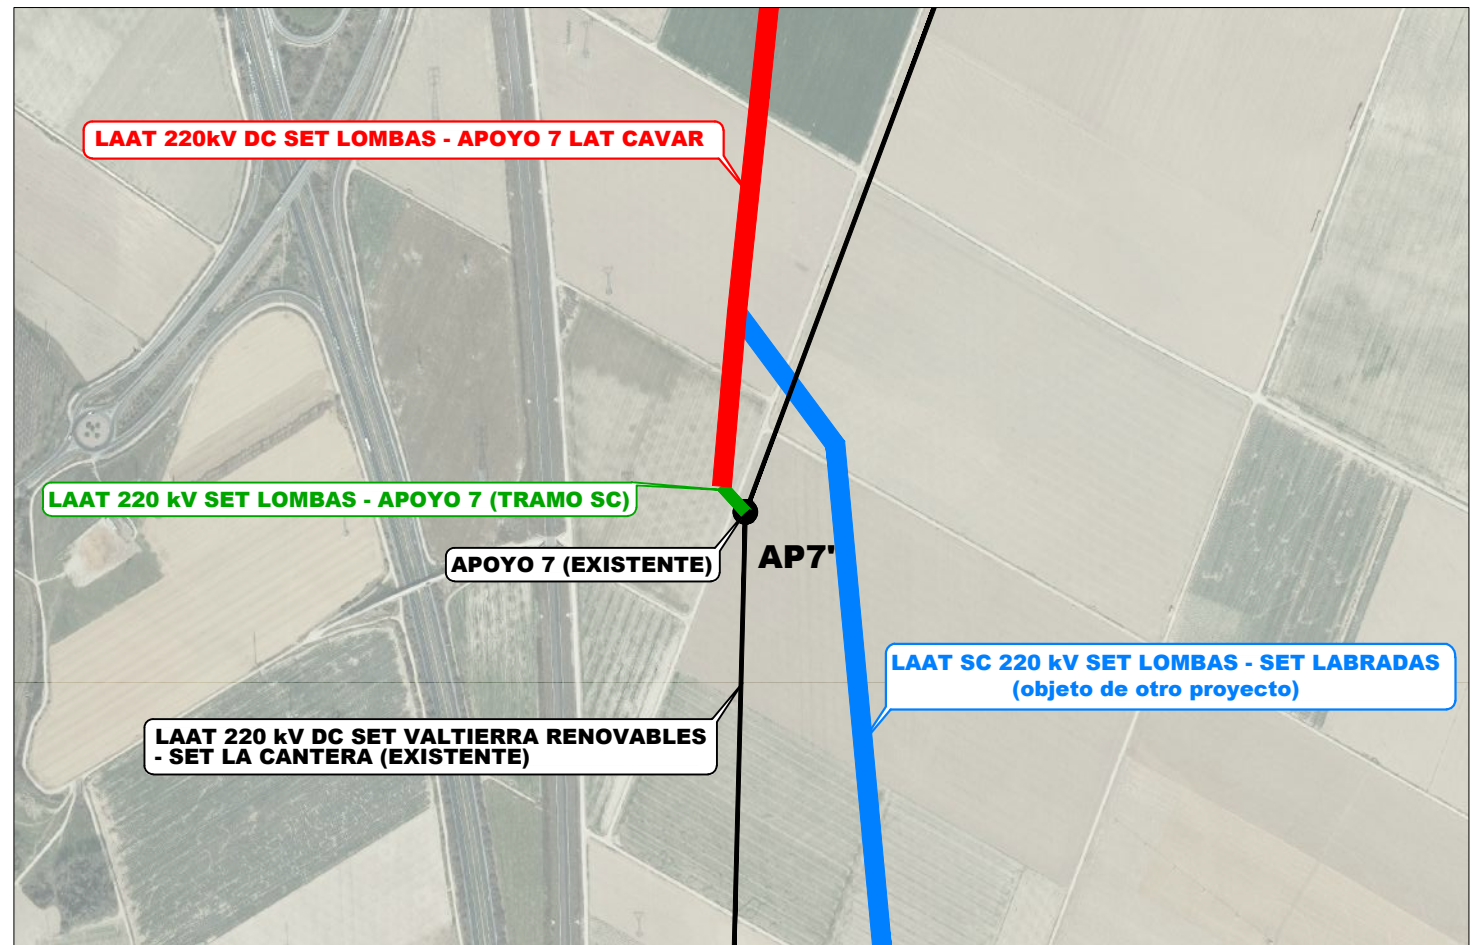 LAAT 220kV DC SET LOMBAS - APOYO 7 LAT CAVAR
LAAT 220 kV SET LOMBAS - APOYO 7 (TRAMO SC)
APOYO 7 (EXISTENTE)
AP7'
LAAT SC 220 kV SET LOMBAS - SET LABRADAS
(objeto de otro proyecto)
LAAT 220 kV DC SET VALTIERRA RENOVABLES
- SET LA CANTERA (EXISTENTE)